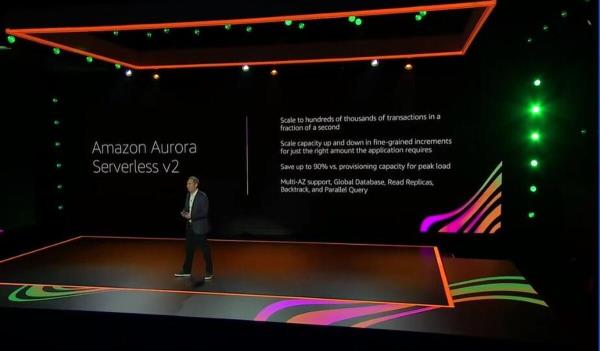 Amazon Aurora
Serverless v2
Scale to hundreds of thousands of transactions in a
fraction of a second
Scale capacity up and down in fine-grained increments
for just the right amount the application requires
Save up to 90% vs. provisioning capacity for peak load
Multi-AZ support, Global Database, Read Replicas,
Backtrack, and Parallel Query